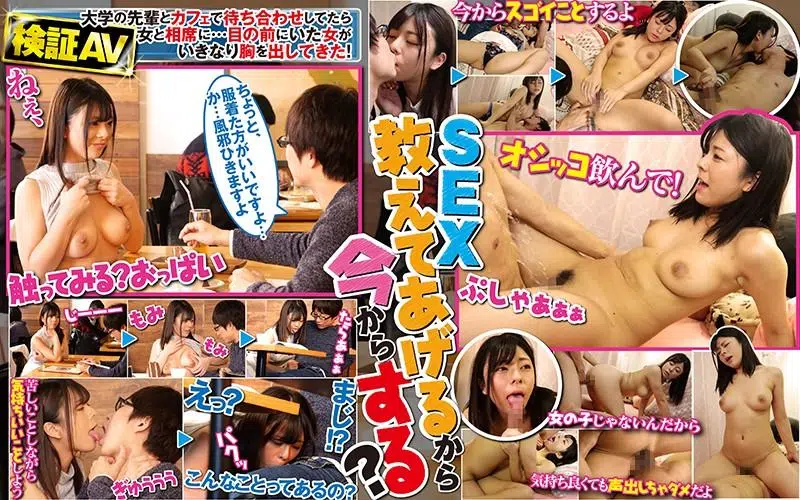 検証AV
大学の先輩とカフェで待ち合わせしてたら
女と相席に…目の前にいた女が
いきなり胸を出してきた!
ねぇ、
ちょっと、
服着た方がいいですよ…
か…風邪ひきますよ
触ってみる?おっぱい
じーーー
もみ
もみ
たらぁぁぁ
苦しいことしながら
気持ちいいことしよう
ぎゅううう
えっ?
パクッ
まじ!?
こんなことってあるの?
SEX
教えてあげるから
今からする?
今からスゴイことするよ
オシッコ飲んで!
ぷしゃあぁぁ
女の子じゃないんだから
気持ち良くても声出しちゃダメだよ